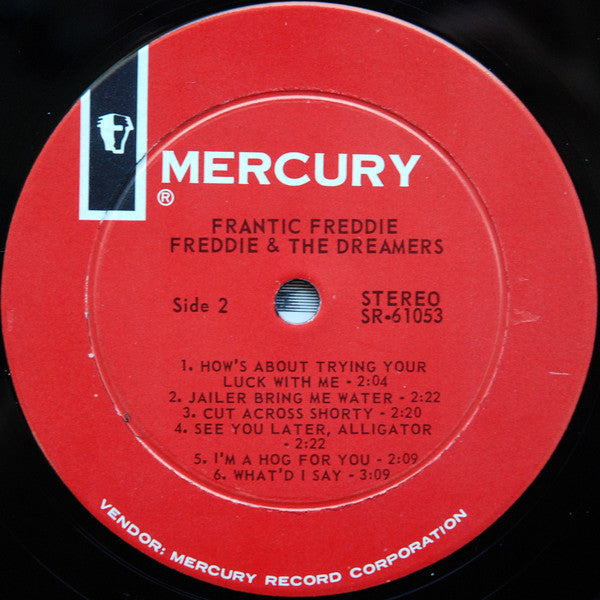 MERCURY
®
FRANTIC FREDDIE
FREDDIE & THE DREAMERS
Side 2
STEREO
SR•61053
1. HOW'S ABOUT TRYING YOUR
LUCK WITH ME - 2:04
2. JAILER BRING ME WATER - 2:22
3. CUT ACROSS SHORTY - 2:20
4. SEE YOU LATER, ALLIGATOR
- 2:22
5. I'M A HOG FOR YOU - 2:09
6. WHAT'D I SAY - 3:09
VENDOR: MERCURY RECORD CORPORATION